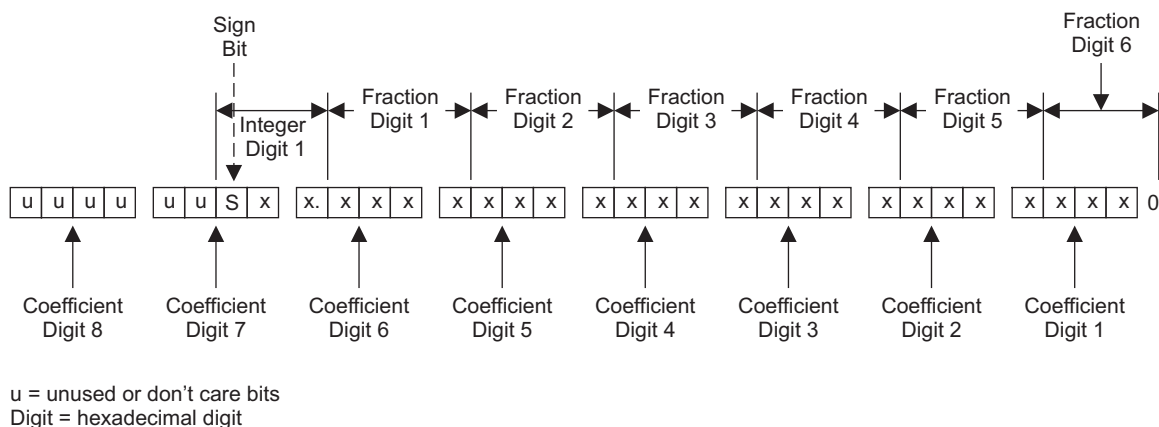 Sign
Bit
Fraction
Digit 6
Integer
Digit 1
Fraction
Digit 1
Fraction
Digit 2
Fraction
Digit 3
Fraction
Digit 4
Fraction
Digit 5
u u u u u u S x x. x x x x x x x x x x x x x x x x x x x x x x x 0
Coefficient
Digit 8
Coefficient
Digit 7
Coefficient
Digit 6
Coefficient
Digit 5
Coefficient
Digit 4
Coefficient
Digit 3
Coefficient
Digit 2
Coefficient
Digit 1
u = unused or don’t care bits
Digit = hexadecimal digit